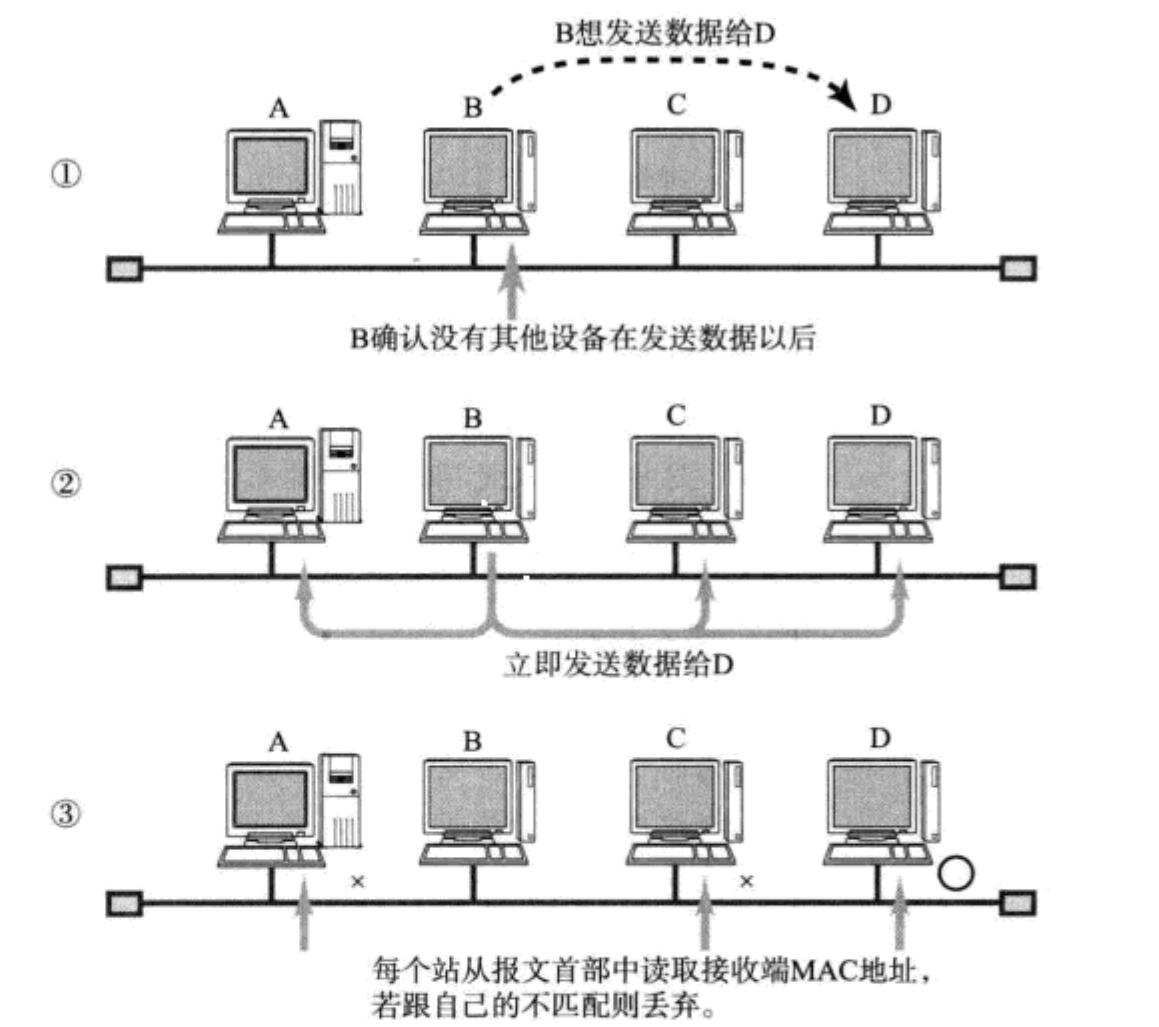 B想发送数据给D
A B C D
①
B确认没有其他设备在发送数据以后
A B C D
②
立即发送数据给D
A B C D
③
× ×
每个站从报文首部中读取接收端MAC地址，
若跟自己的不匹配则丢弃。